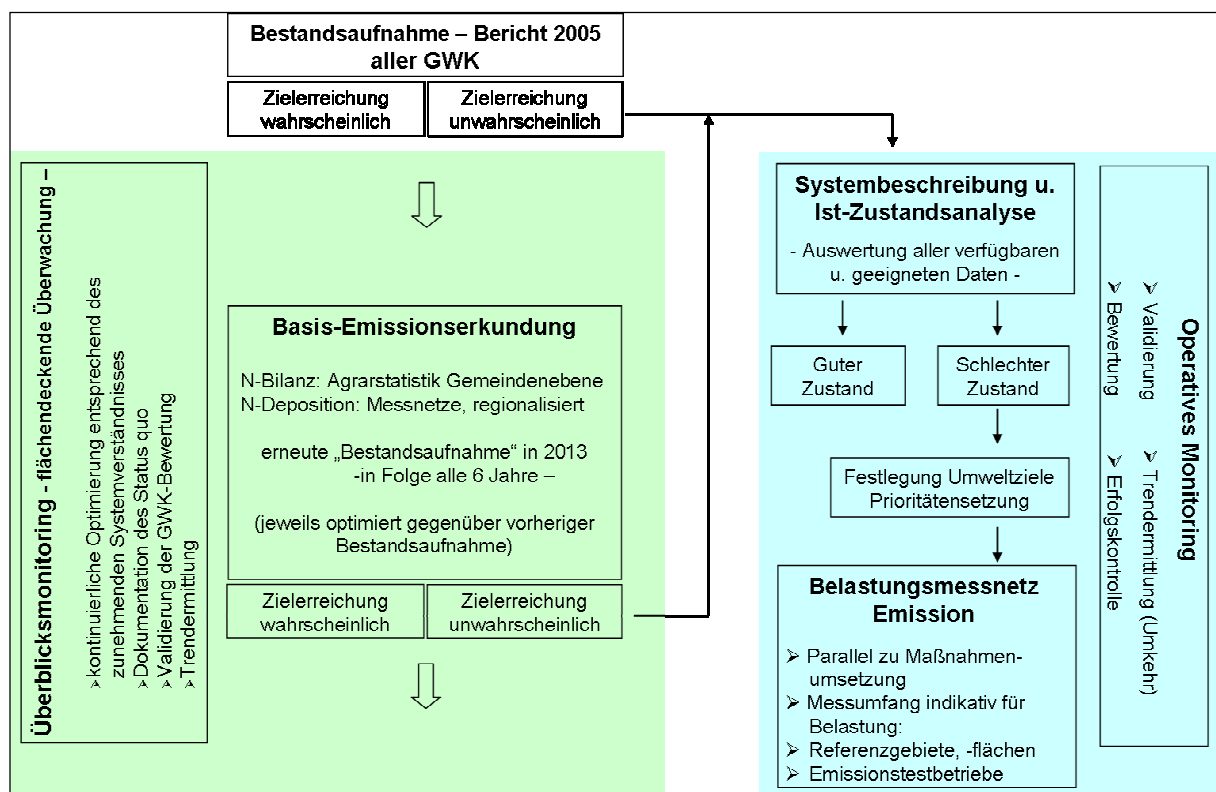 Bestandsaufnahme – Bericht 2005
aller GWK
Zielerreichung
wahrscheinlich
Zielerreichung
unwahrscheinlich
Überblicksmonitoring - flächendeckende Überwachung –
➢ kontinuierliche Optimierung entsprechend des
zunehmenden Systemverständnisses
➢ Dokumentation des Status quo
➢ Validierung der GWK-Bewertung
➢ Trendermittlung
Basis-Emissionserkundung
N-Bilanz: Agrarstatistik Gemeindenebene
N-Deposition: Messnetze, regionalisiert
erneute „Bestandsaufnahme“ in 2013
-in Folge alle 6 Jahre –
(jeweils optimiert gegenüber vorheriger
Bestandsaufnahme)
Zielerreichung
wahrscheinlich
Zielerreichung
unwahrscheinlich
Systembeschreibung u.
Ist-Zustandsanalyse
- Auswertung aller verfügbaren
u. geeigneten Daten -
Guter
Zustand
Schlechter
Zustand
Festlegung Umweltziele
Prioritätensetzung
Belastungsmessnetz
Emission
➢ Parallel zu Maßnahmen-
umsetzung
➢ Messumfang indikativ für
Belastung:
➢ Referenzgebiete, -flächen
➢ Emissionstestbetriebe
Operatives Monitoring
➢ Validierung
➢ Trendermittlung (Umkehr)
➢ Bewertung
➢ Erfolgskontrolle